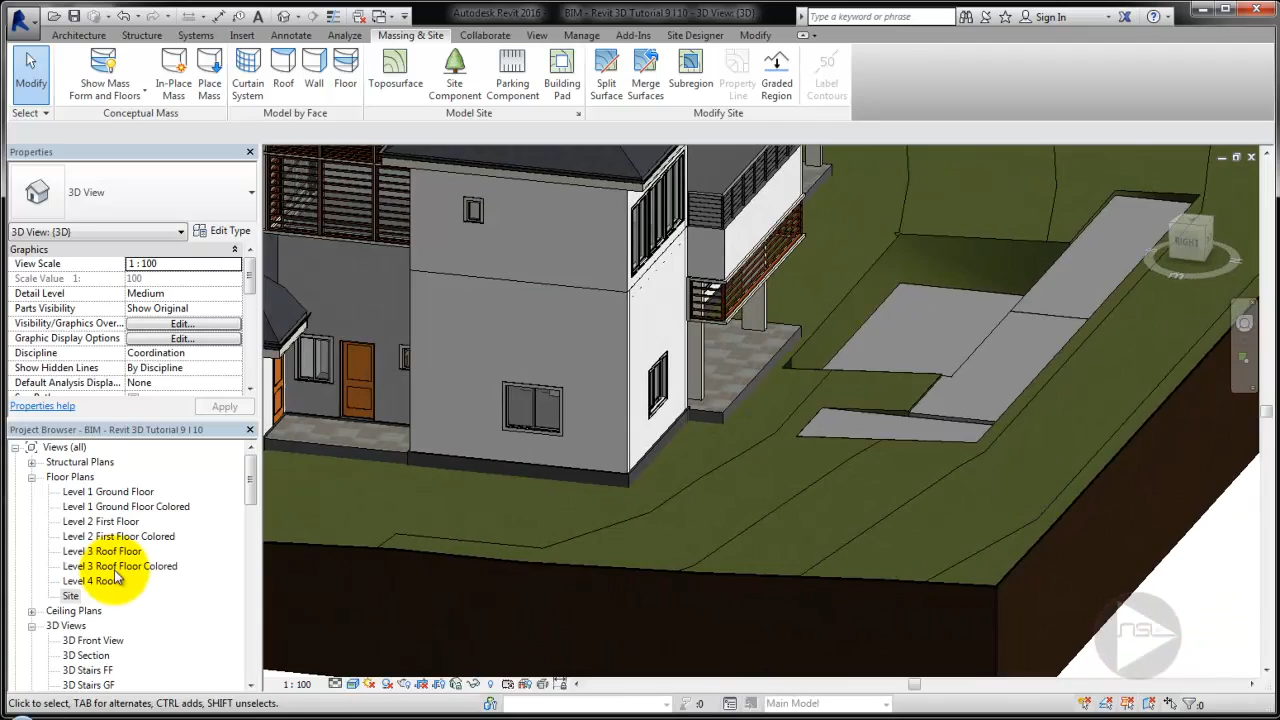 Autodesk Revit 2016
BIM - Revit 3D Tutorial 9 I 10 - 3D View: {3D}
Type a keyword or phrase
Sign In
Architecture
Structure
Systems
Insert
Annotate
Analyze
Massing & Site
Collaborate
View
Manage
Add-Ins
Site Designer
Modify
Modify
Show Mass
Form and Floors
In-Place
Mass
Place
Mass
Curtain
System
Roof
Wall
Floor
Toposurface
Site
Component
Parking
Component
Building
Pad
Split
Surface
Merge
Surfaces
Subregion
Property
Line
Graded
Region
50
Label
Contours
Select
Conceptual Mass
Model by Face
Model Site
Modify Site
Properties
3D View
3D View: {3D}
Edit Type
Graphics
View Scale
1 : 100
Scale Value 1:
100
Detail Level
Medium
Parts Visibility
Show Original
Visibility/Graphics Over...
Edit...
Graphic Display Options
Edit...
Discipline
Coordination
Show Hidden Lines
By Discipline
Default Analysis Displa...
None
Properties help
Apply
Project Browser - BIM - Revit 3D Tutorial 9 I 10
Views (all)
Structural Plans
Floor Plans
Level 1 Ground Floor
Level 1 Ground Floor Colored
Level 2 First Floor
Level 2 First Floor Colored
Level 3 Roof Floor
Level 3 Roof Floor Colored
Level 4 Roof
Site
Ceiling Plans
3D Views
3D Front View
3D Section
3D Stairs FF
3D Stairs GF
RIGHT
1 : 100
Click to select, TAB for alternates, CTRL adds, SHIFT unselects.
:0
Main Model
:0